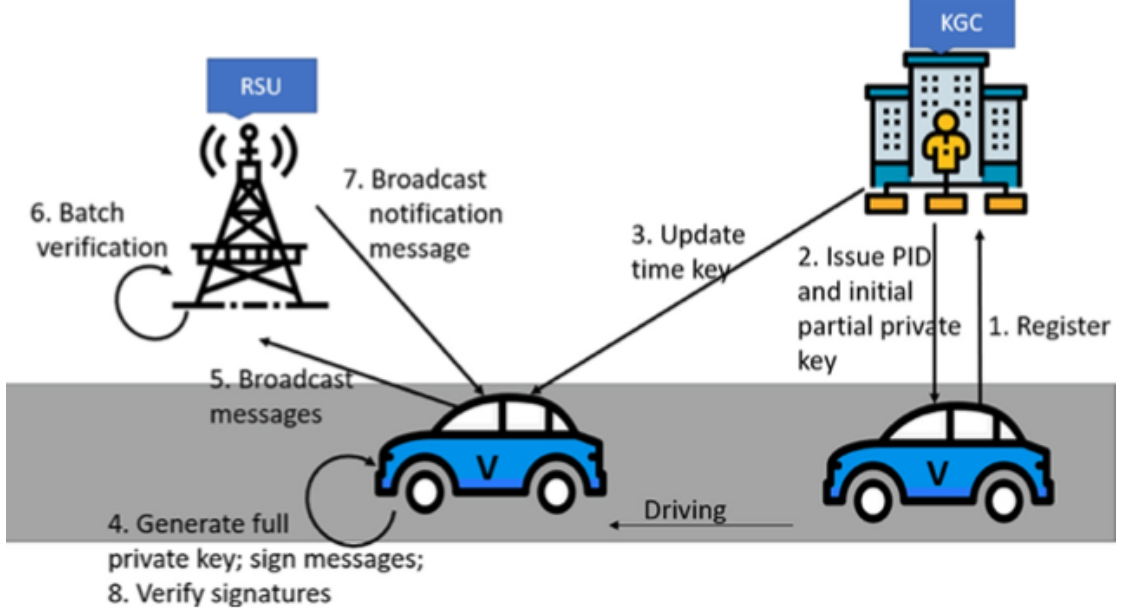 KGC
RSU
7. Broadcast
notification
message
6. Batch
verification
3. Update
time key
2. Issue PID
and initial
partial private
key
1. Register
5. Broadcast
messages
V
V
Driving
4. Generate full
private key; sign messages;
8. Verify signatures